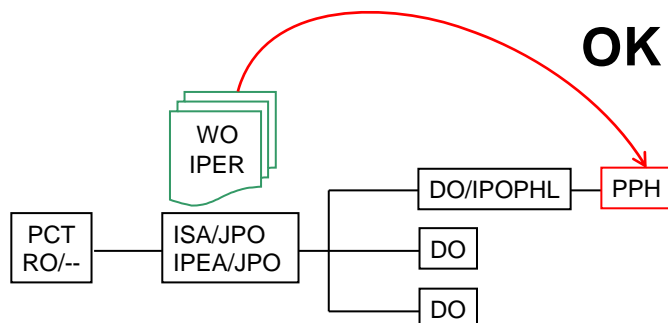 OK
WO
IPER
DO/IPOPHL
PPH
PCT
RO/--
ISA/JPO
IPEA/JPO
DO
DO